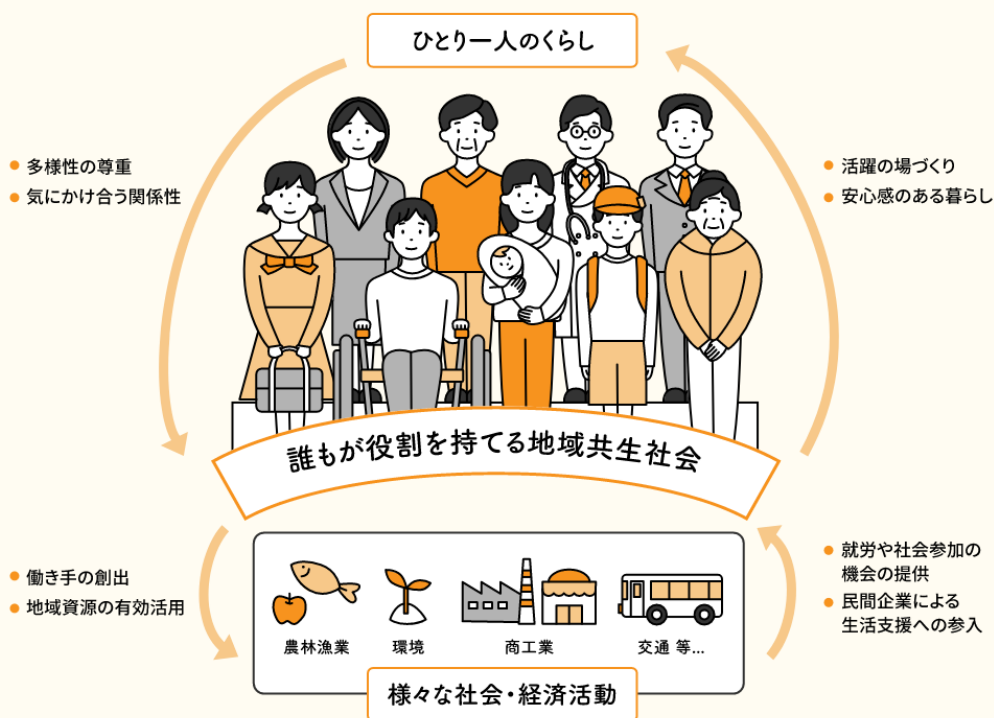 ひとり一人のくらし
● 多様性の尊重
● 気にかけ合う関係性
● 活躍の場づくり
● 安心感のある暮らし
誰もが役割を持てる地域共生社会
● 働き手の創出
● 地域資源の有効活用
● 就労や社会参加の
機会の提供
● 民間企業による
生活支援への参入
農林漁業
環境
商工業
交通 等...
様々な社会・経済活動